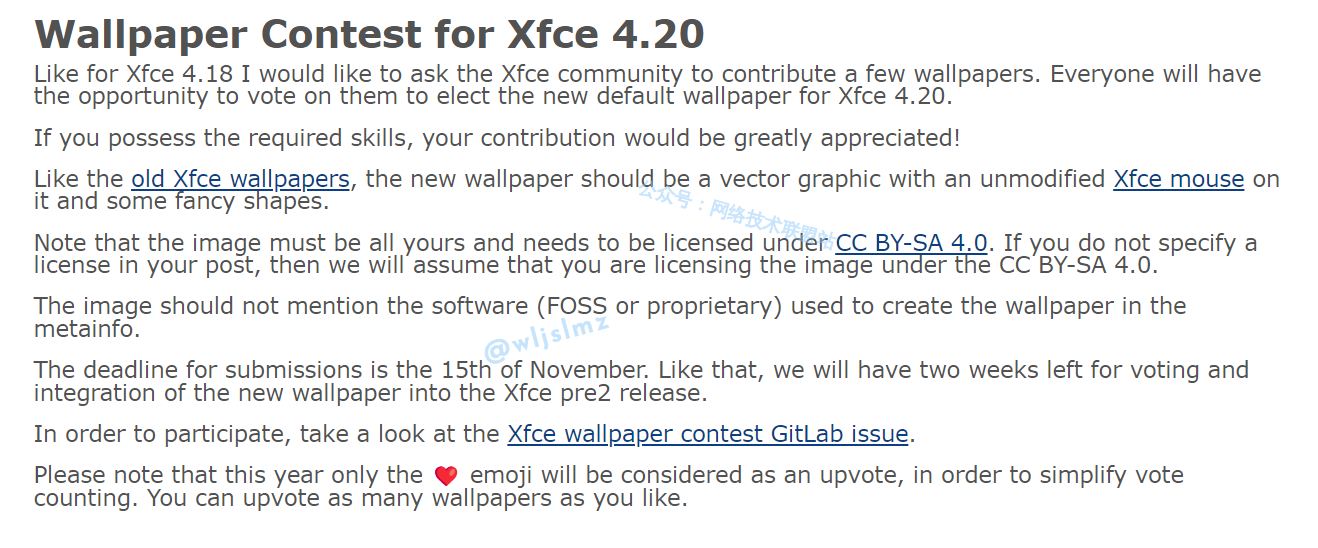 Wallpaper Contest for Xfce 4.20
Like for Xfce 4.18 I would like to ask the Xfce community to contribute a few wallpapers. Everyone will have
the opportunity to vote on them to elect the new default wallpaper for Xfce 4.20.
If you possess the required skills, your contribution would be greatly appreciated!
Like the old Xfce wallpapers, the new wallpaper should be a vector graphic with an unmodified Xfce mouse on
it and some fancy shapes.
公众号：网络技术联盟站
Note that the image must be all yours and needs to be licensed under CC BY-SA 4.0. If you do not specify a
license in your post, then we will assume that you are licensing the image under the CC BY-SA 4.0.
The image should not mention the software (FOSS or proprietary) used to create the wallpaper in the
metainfo.
@wljslmz
The deadline for submissions is the 15th of November. Like that, we will have two weeks left for voting and
integration of the new wallpaper into the Xfce pre2 release.
In order to participate, take a look at the Xfce wallpaper contest GitLab issue.
Please note that this year only the ❤️ emoji will be considered as an upvote, in order to simplify vote
counting. You can upvote as many wallpapers as you like.